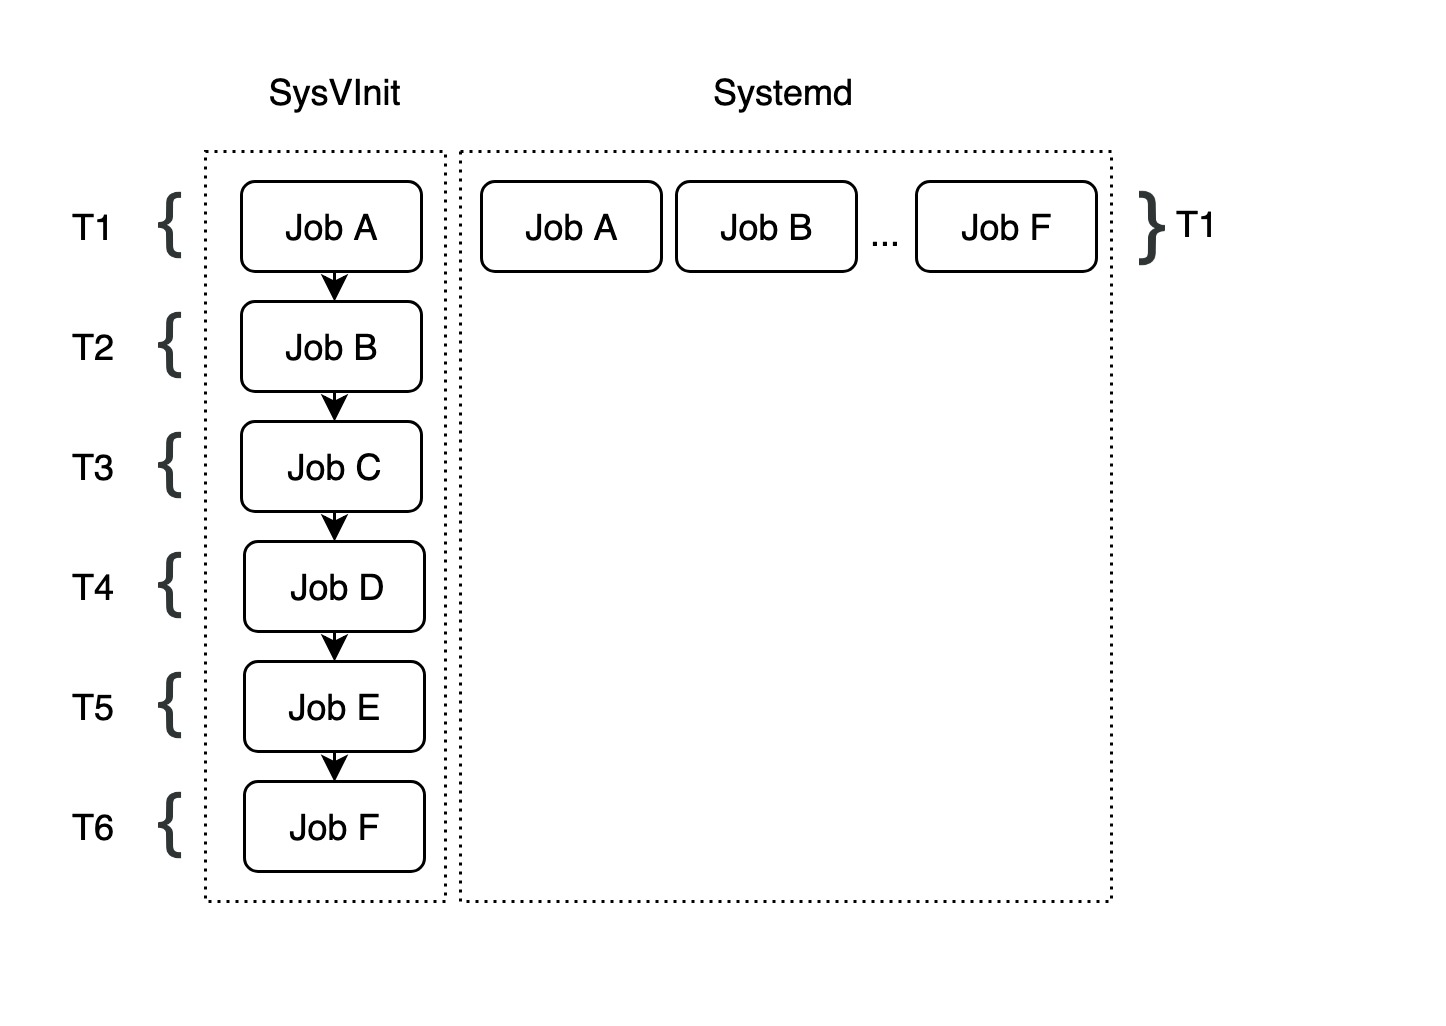 SysVInit
Systemd
T1 { Job A
Job A Job B ... Job F } T1
T2 { Job B
T3 { Job C
T4 { Job D
T5 { Job E
T6 { Job F